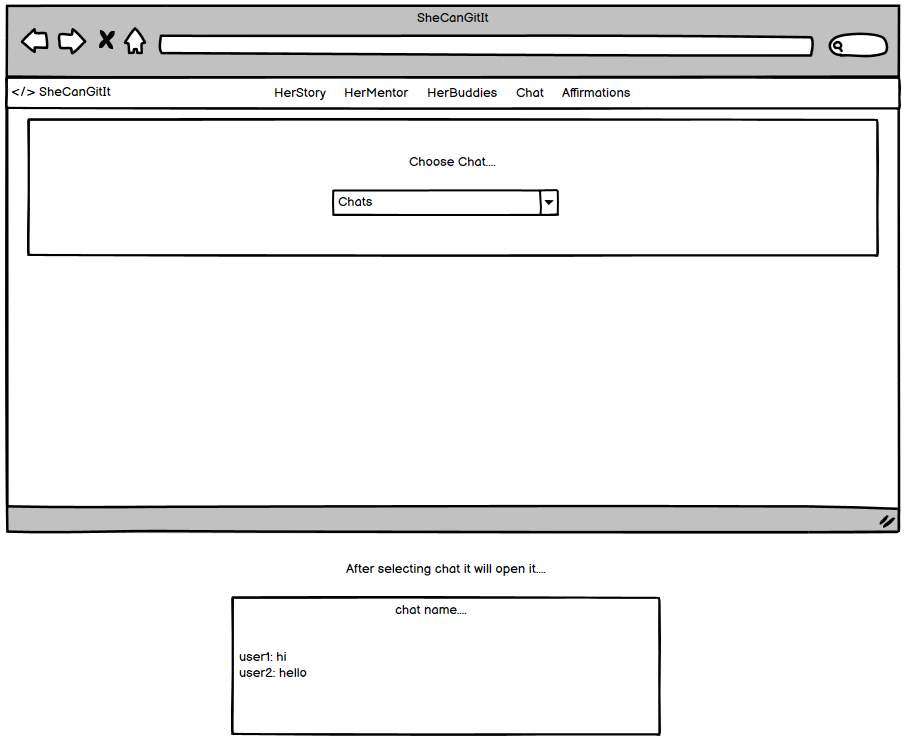 SheCanGitIt
</> SheCanGitIt HerStory HerMentor HerBuddies Chat Affirmations
Choose Chat....
Chats
After selecting chat it will open it....
chat name....
user1: hi
user2: hello